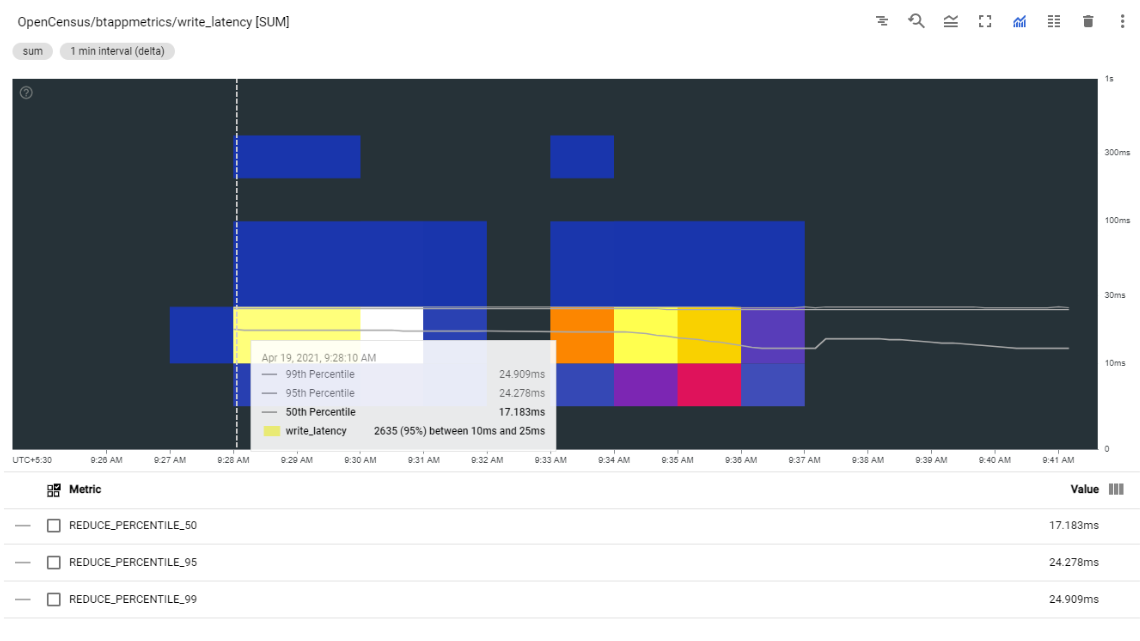 OpenCensus/btappmetrics/write_latency [SUM]
sum 1 min interval (delta)
1s
300ms
100ms
30ms
10ms
0
Apr 19, 2021, 9:28:10 AM
99th Percentile 24.909ms
95th Percentile 24.278ms
50th Percentile 17.183ms
write_latency 2635 (95%) between 10ms and 25ms
UTC+5:30 9:26 AM 9:27 AM 9:28 AM 9:29 AM 9:30 AM 9:31 AM 9:32 AM 9:33 AM 9:34 AM 9:35 AM 9:36 AM 9:37 AM 9:38 AM 9:39 AM 9:40 AM 9:41 AM
Metric Value
REDUCE_PERCENTILE_50 17.183ms
REDUCE_PERCENTILE_95 24.278ms
REDUCE_PERCENTILE_99 24.909ms